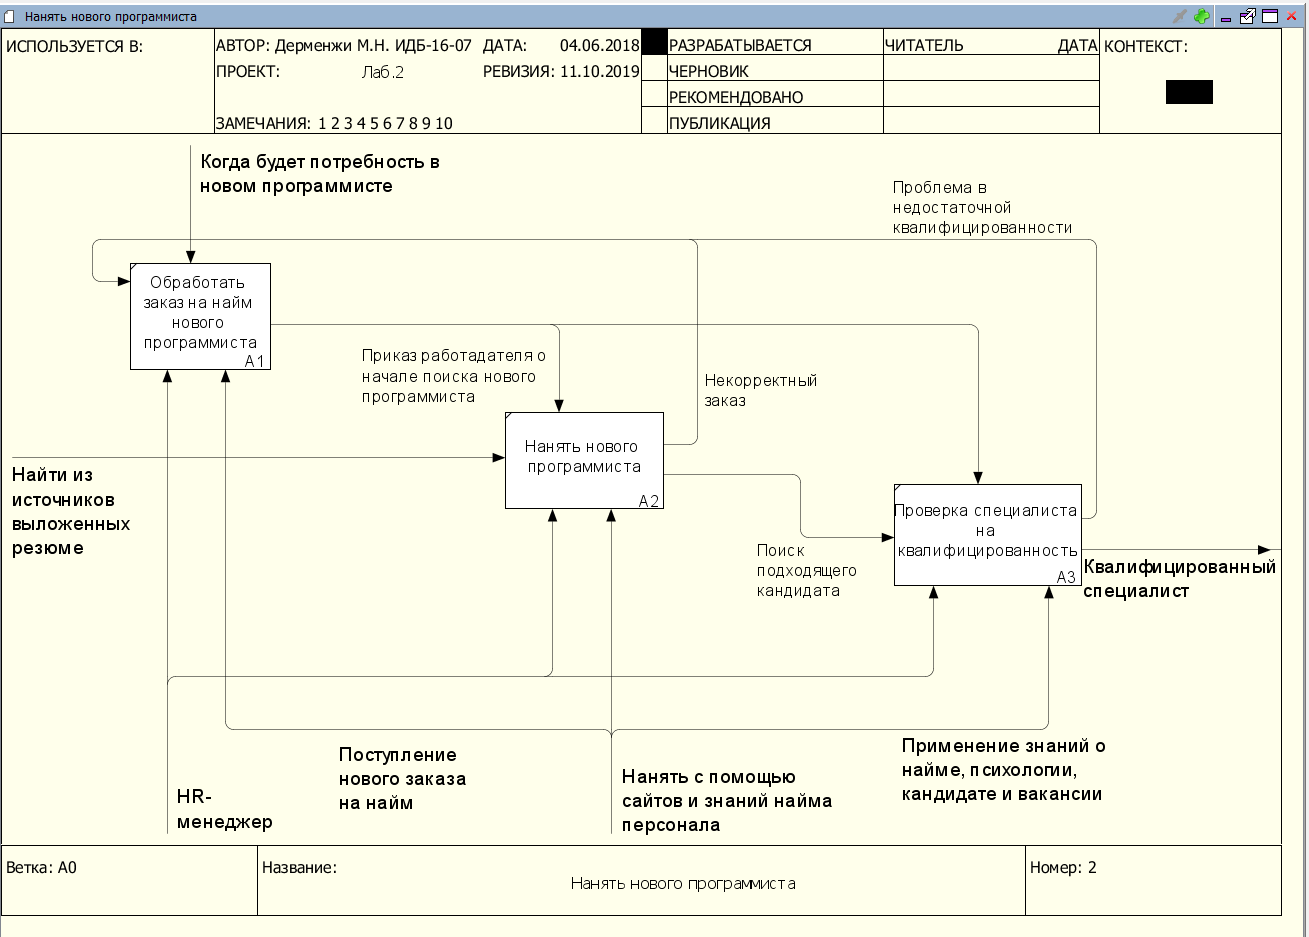 Нанять нового программиста
ИСПОЛЬЗУЕТСЯ В:
АВТОР: Дерменжи М.Н. ИДБ-16-07
ДАТА: 04.06.2018
ПРОЕКТ: Лаб.2
РЕВИЗИЯ: 11.10.2019
ЗАМЕЧАНИЯ: 1 2 3 4 5 6 7 8 9 10
РАЗРАБАТЫВАЕТСЯ
ЧЕРНОВИК
РЕКОМЕНДОВАНО
ПУБЛИКАЦИЯ
ЧИТАТЕЛЬ
ДАТА
КОНТЕКСТ:
Когда будет потребность в
новом программисте
Проблема в
недостаточной
квалифицированности
Обработать
заказ на найм
нового
программиста
A1
Приказ работадателя о
начале поиска нового
программиста
Некорректный
заказ
Нанять нового
программиста
A2
Найти из
источников
выложенных
резюме
Проверка специалиста
на
квалифицированность
A3
Поиск
подходящего
кандидата
Квалифицированный
специалист
Поступление
нового заказа
на найм
Применение знаний о
найме, психологии,
кандидате и вакансии
HR-
менеджер
Нанять с помощью
сайтов и знаний найма
персонала
Ветка: A0
Название:
Нанять нового программиста
Номер: 2